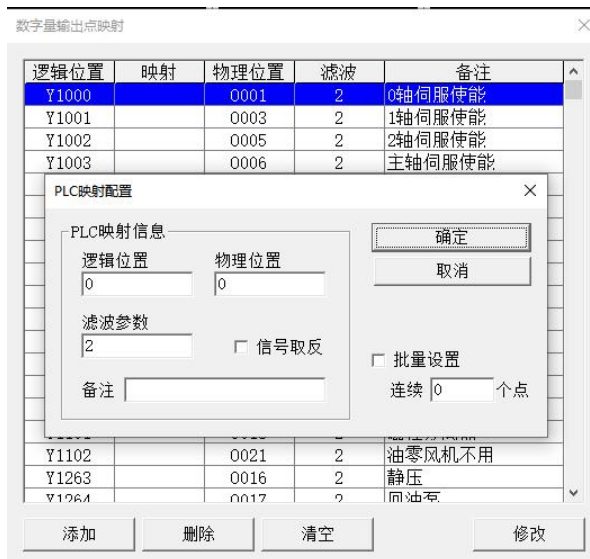 数字量输出点映射
逻辑位置 映射 物理位置 滤波 备注
Y1000 0001 2 0轴伺服使能
Y1001 0003 2 1轴伺服使能
Y1002 0005 2 2轴伺服使能
Y1003 0006 2 主轴伺服使能
PLC映射配置
PLC映射信息
确定
逻辑位置 物理位置
0 0
取消
滤波参数
2 信号取反
批量设置
备注 连续 0 个点
Y1102 0021 2 油雾风机不用
Y1263 0016 2 静压
Y1264 0017 2 回油泵
添加 删除 清空 修改